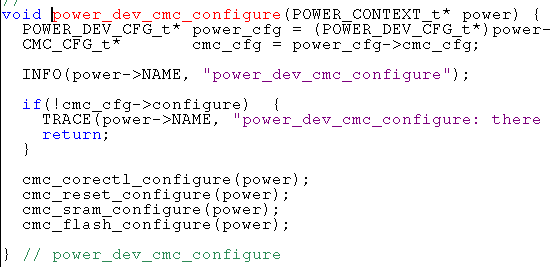 //
void power_dev_cmc_configure(POWER_CONTEXT_t* power) {
  POWER_DEV_CFG_t* power_cfg = (POWER_DEV_CFG_t*)power-
  CMC_CFG_t*       cmc_cfg = power_cfg->cmc_cfg;

  INFO(power->NAME, "power_dev_cmc_configure");

  if(!cmc_cfg->configure)  {
    TRACE(power->NAME, "power_dev_cmc_configure: there
    return;
  }

  cmc_corectl_configure(power);
  cmc_reset_configure(power);
  cmc_sram_configure(power);
  cmc_flash_configure(power);

} // power_dev_cmc_configure